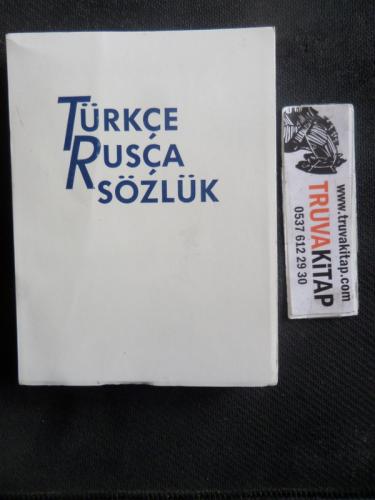 TÜRKÇE
RUSÇA
SÖZLÜK
www.truvakitap.com
TRUVAKİTAP
0537 612 29 30